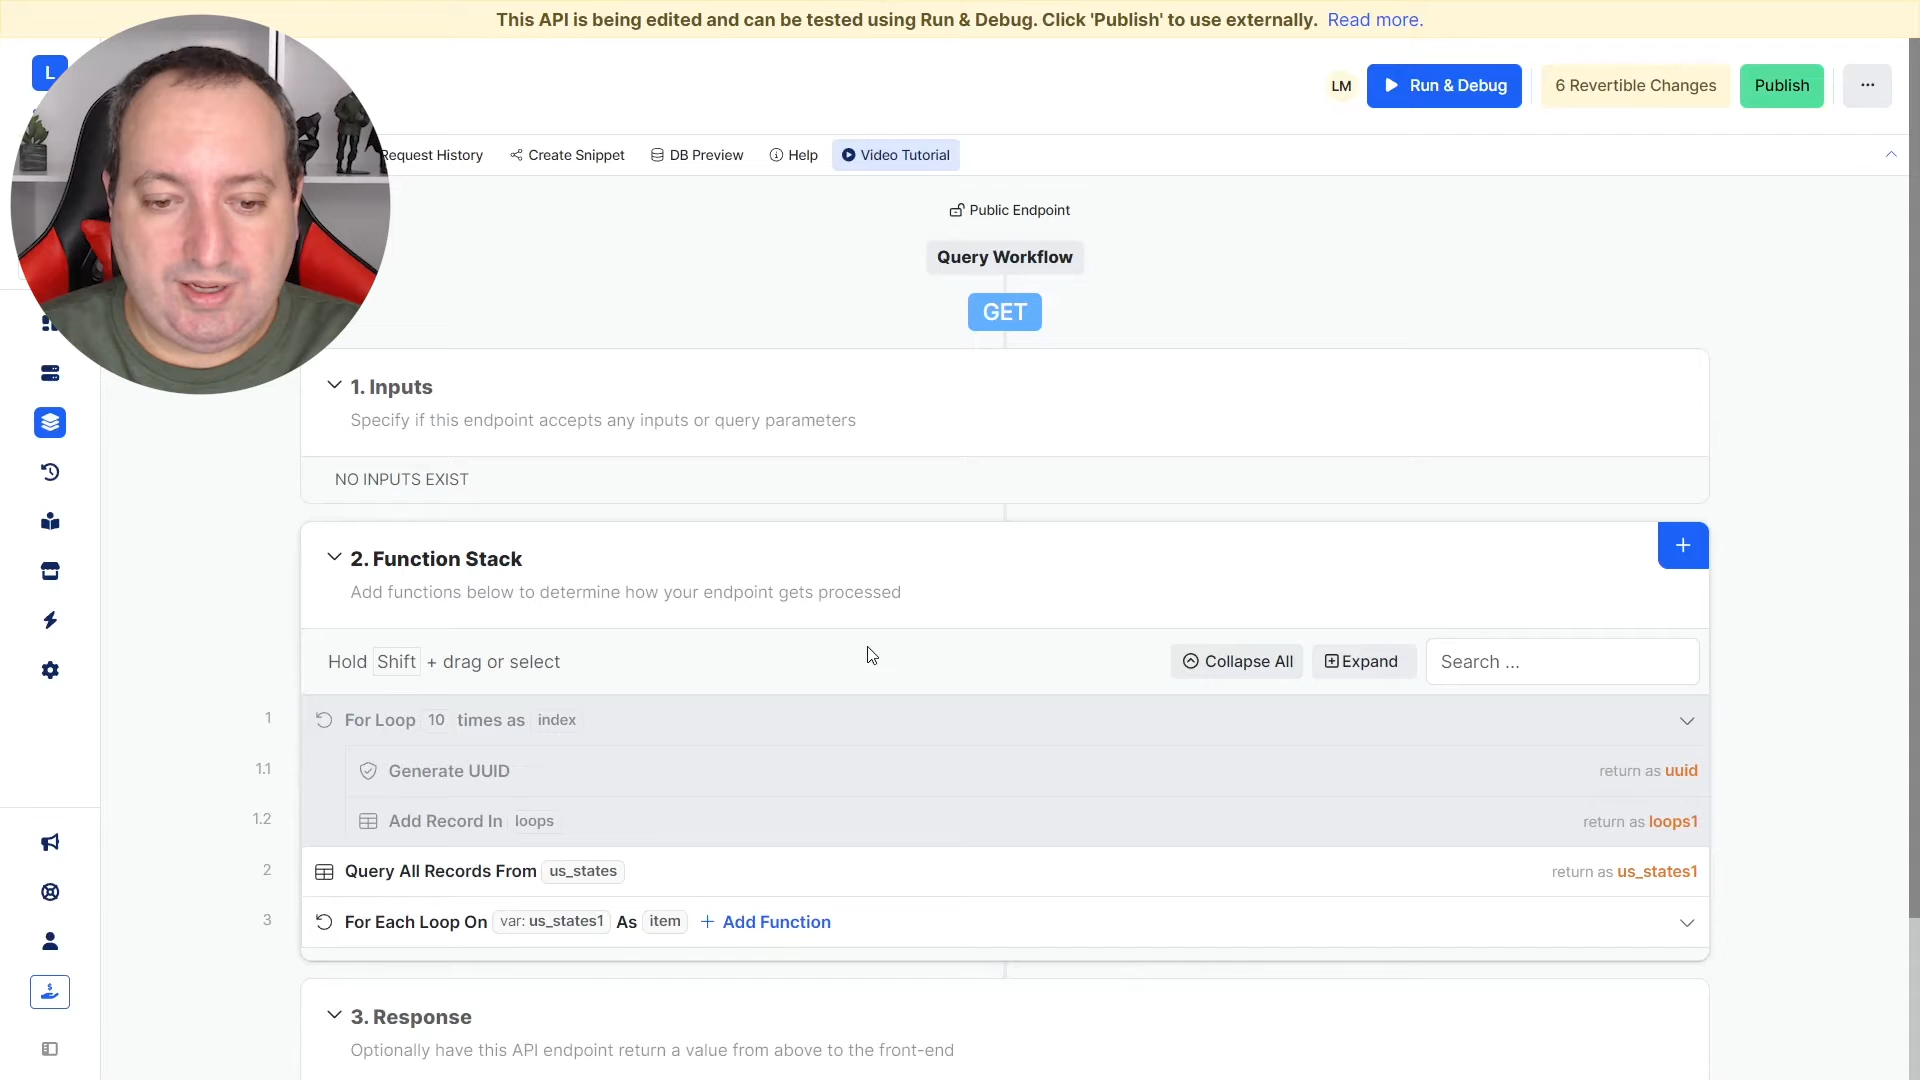 This API is being edited and can be tested using Run & Debug. Click 'Publish' to use externally. Read more.
L
LM
Run & Debug
6 Revertible Changes
Publish
Request History
Create Snippet
DB Preview
Help
Video Tutorial
Public Endpoint
Query Workflow
GET
1. Inputs
Specify if this endpoint accepts any inputs or query parameters
NO INPUTS EXIST
2. Function Stack
Add functions below to determine how your endpoint gets processed
Hold Shift + drag or select
Collapse All
Expand
Search ...
1 For Loop 10 times as index
1.1 Generate UUID return as uuid
1.2 Add Record In loops return as loops1
2 Query All Records From us_states return as us_states1
3 For Each Loop On var: us_states1 As item + Add Function
3. Response
Optionally have this API endpoint return a value from above to the front-end